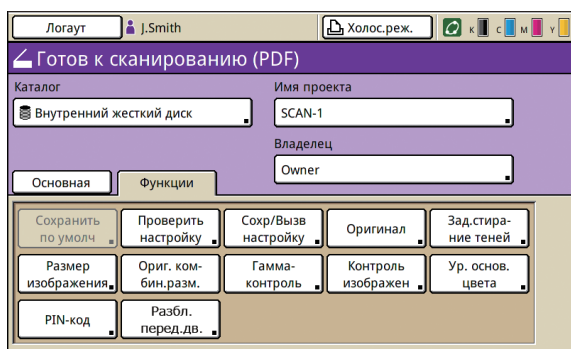 Логаут J.Smith Холос.реж. K C M Y
Готов к сканированию (PDF)
Каталог Имя проекта
Внутренний жесткий диск SCAN-1
Владелец
Owner
Основная Функции
Сохранить Проверить Сохр/Вызв Оригинал Зад.стира-
по умолч настройку настройку ние теней
Размер Ориг. ком- Гамма- Контроль Ур. основ.
изображения бин.разм. контроль изображен цвета
PIN-код Разбл.
перед.дв.